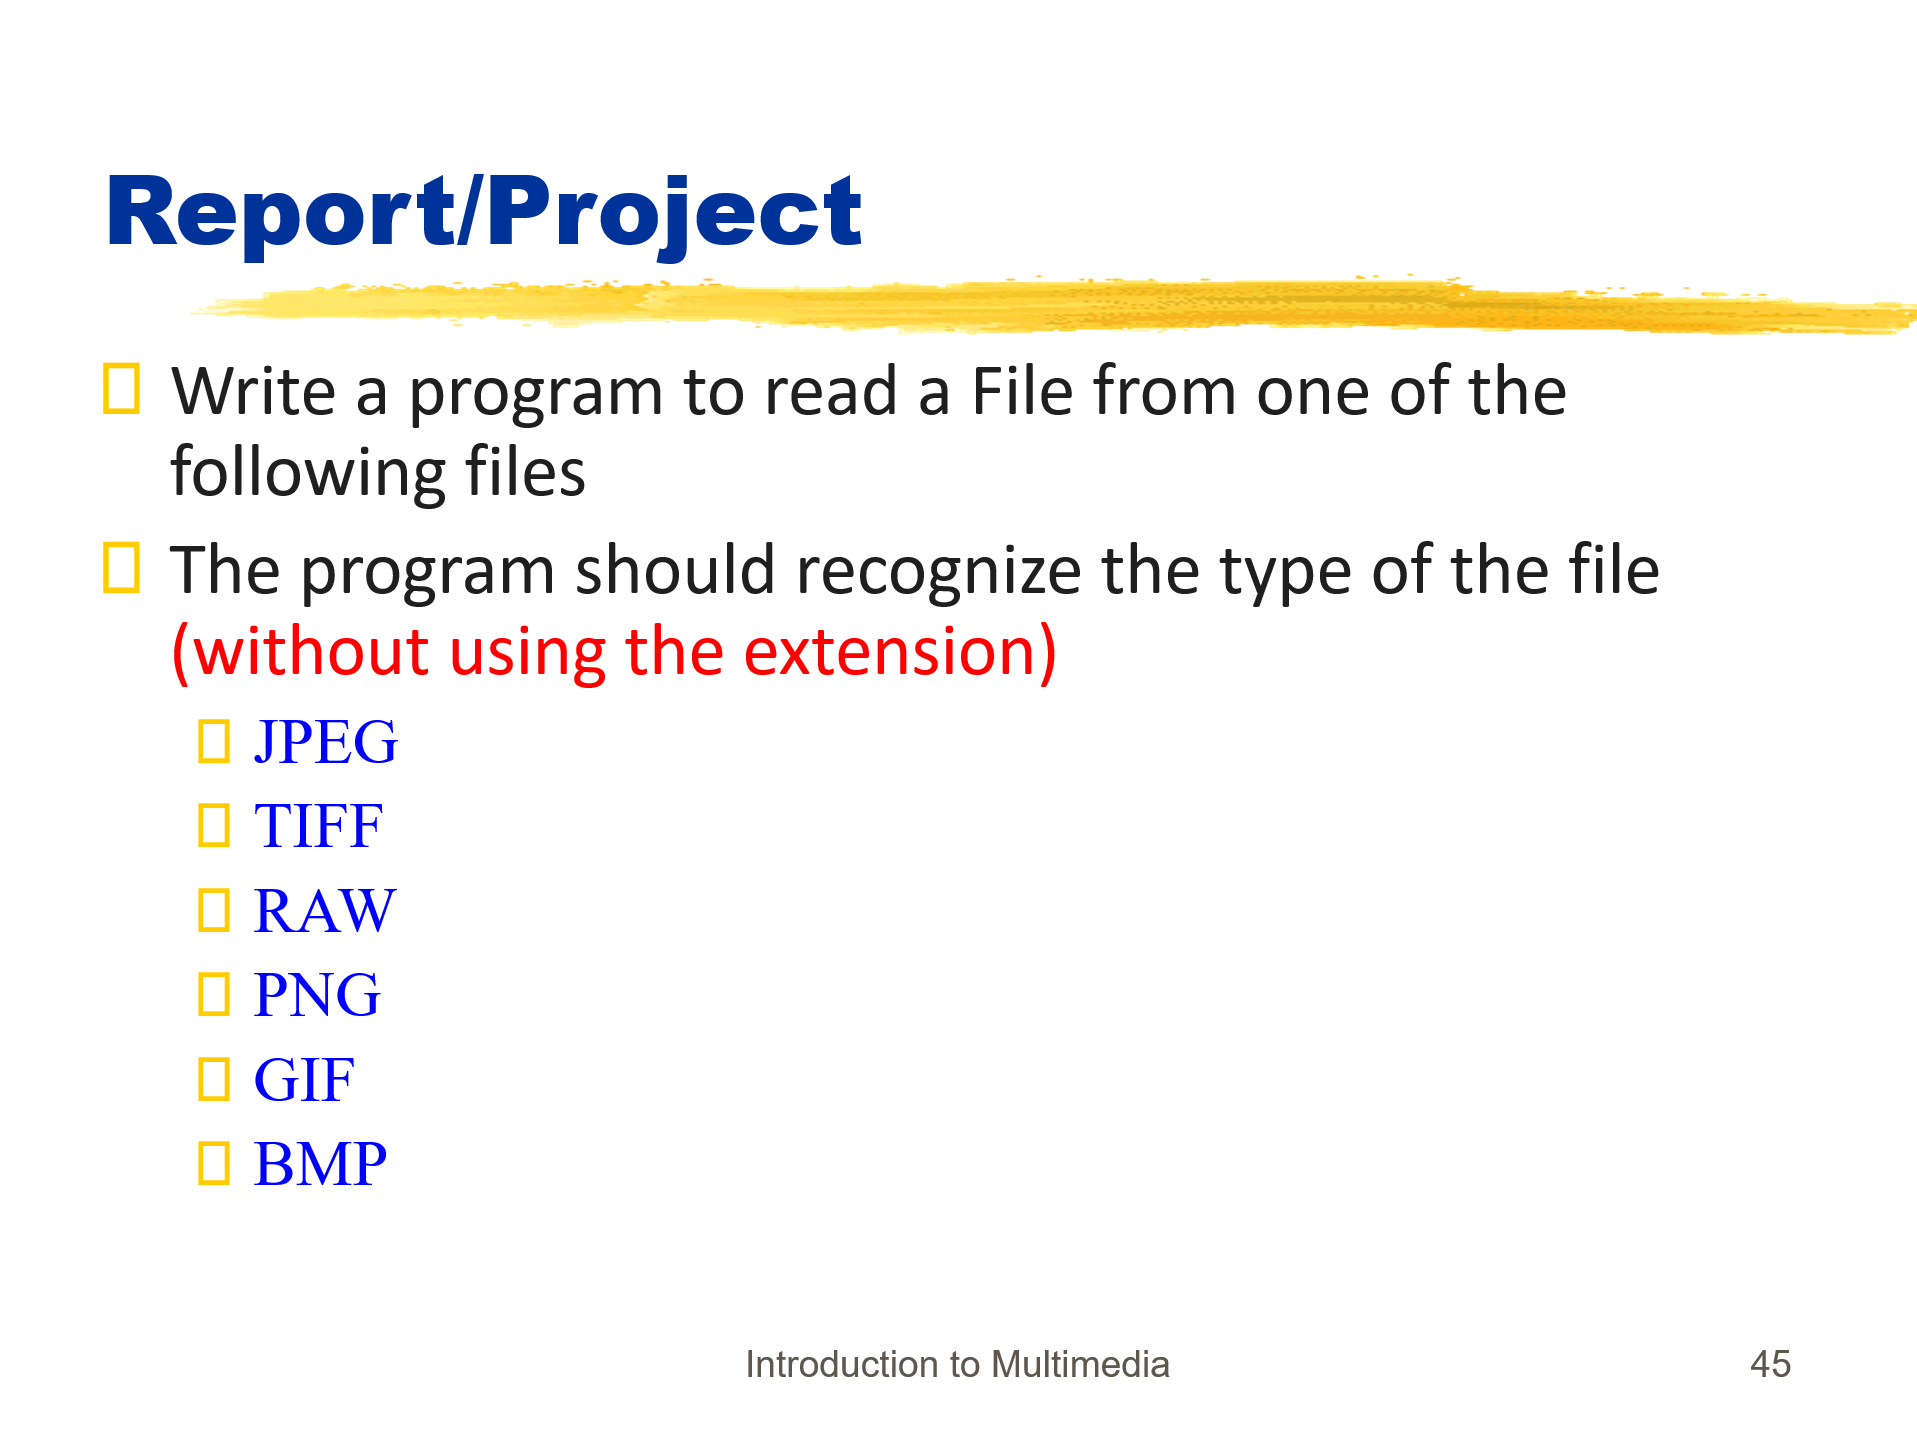 Report/Project
Write a program to read a File from one of the
following files
The program should recognize the type of the file
(without using the extension)
JPEG
TIFF
RAW
PNG
GIF
BMP
Introduction to Multimedia
45